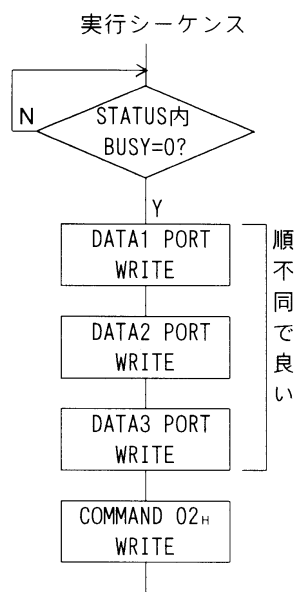 実行シーケンス
N
STATUS内
BUSY=0?
Y
DATA1 PORT
WRITE
DATA2 PORT
WRITE
DATA3 PORT
WRITE
順不同で良い
COMMAND 02H
WRITE